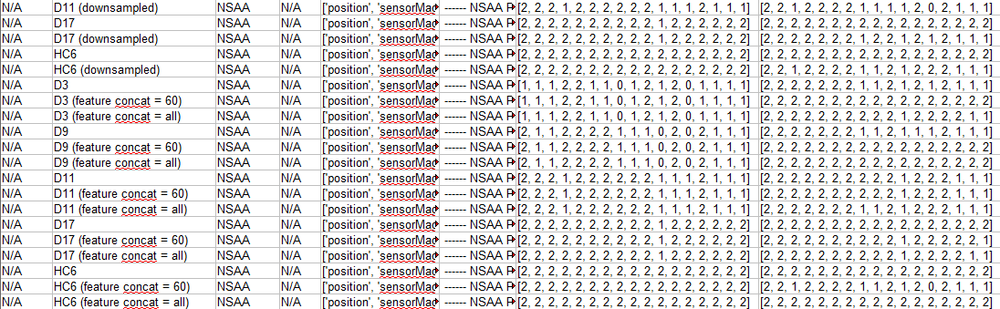 N/A D11 (downsampled) NSAA N/A ['position', 'sensorMag ------ NSAA F [2, 2, 2, 1, 2, 2, 2, 2, 2, 2, 1, 1, 1, 2, 1, 1, 1] [2, 2, 1, 2, 2, 2, 2, 1, 1, 1, 1, 2, 0, 2, 1, 1, 1]
N/A D17 NSAA N/A ['position', 'sensorMag ------ NSAA F [2, 2, 2, 2, 2, 2, 2, 2, 2, 2, 1, 2, 2, 2, 2, 2, 2] [2, 2, 2, 2, 2, 2, 2, 2, 2, 2, 2, 2, 2, 2, 2, 2, 2]
N/A D17 (downsampled) NSAA N/A ['position', 'sensorMag ------ NSAA F [2, 2, 2, 2, 2, 2, 2, 2, 2, 2, 1, 2, 2, 2, 2, 2, 2] [2, 2, 2, 2, 2, 2, 2, 1, 2, 2, 1, 2, 1, 2, 1, 1, 1]
N/A HC6 NSAA N/A ['position', 'sensorMag ------ NSAA F [2, 2, 2, 2, 2, 2, 2, 2, 2, 2, 2, 2, 2, 2, 2, 2, 2] [2, 2, 2, 2, 2, 2, 2, 2, 2, 2, 2, 2, 2, 2, 2, 2, 2]
N/A HC6 (downsampled) NSAA N/A ['position', 'sensorMag ------ NSAA F [2, 2, 2, 2, 2, 2, 2, 2, 2, 2, 2, 2, 2, 2, 2, 2, 2] [2, 2, 1, 2, 2, 2, 2, 1, 1, 2, 1, 2, 2, 2, 1, 1, 1]
N/A D3 NSAA N/A ['position', 'sensorMag ------ NSAA F [1, 1, 1, 2, 2, 1, 1, 0, 1, 2, 1, 2, 0, 1, 1, 1, 1] [2, 2, 2, 2, 2, 2, 2, 1, 1, 2, 1, 2, 1, 2, 1, 1, 1]
N/A D3 (feature concat = 60) NSAA N/A ['position', 'sensorMag ------ NSAA F [1, 1, 1, 2, 2, 1, 1, 0, 1, 2, 1, 2, 0, 1, 1, 1, 1] [2, 2, 2, 2, 2, 2, 2, 2, 2, 2, 2, 2, 2, 2, 2, 2, 2]
N/A D3 (feature concat = all) NSAA N/A ['position', 'sensorMag ------ NSAA F [1, 1, 1, 2, 2, 1, 1, 0, 1, 2, 1, 2, 0, 1, 1, 1, 1] [2, 2, 2, 2, 2, 2, 2, 2, 2, 2, 1, 2, 2, 2, 2, 1, 1]
N/A D9 NSAA N/A ['position', 'sensorMag ------ NSAA F [2, 1, 1, 2, 2, 2, 2, 1, 1, 1, 0, 2, 0, 2, 1, 1, 1] [2, 2, 2, 2, 2, 2, 2, 1, 1, 2, 1, 1, 1, 2, 1, 1, 1]
N/A D9 (feature concat = 60) NSAA N/A ['position', 'sensorMag ------ NSAA F [2, 1, 1, 2, 2, 2, 2, 1, 1, 1, 0, 2, 0, 2, 1, 1, 1] [2, 2, 2, 2, 2, 2, 2, 2, 2, 2, 2, 2, 2, 2, 2, 2, 2]
N/A D9 (feature concat = all) NSAA N/A ['position', 'sensorMag ------ NSAA F [2, 1, 1, 2, 2, 2, 2, 1, 1, 1, 0, 2, 0, 2, 1, 1, 1] [2, 2, 2, 2, 2, 2, 2, 2, 2, 2, 2, 2, 2, 2, 2, 2, 2]
N/A D11 NSAA N/A ['position', 'sensorMag ------ NSAA F [2, 2, 2, 1, 2, 2, 2, 2, 2, 2, 1, 1, 1, 2, 1, 1, 1] [2, 2, 2, 2, 2, 2, 2, 2, 2, 2, 1, 2, 2, 2, 1, 1, 1]
N/A D11 (feature concat = 60) NSAA N/A ['position', 'sensorMag ------ NSAA F [2, 2, 2, 1, 2, 2, 2, 2, 2, 2, 1, 1, 1, 2, 1, 1, 1] [2, 2, 2, 2, 2, 2, 2, 2, 2, 2, 1, 2, 2, 2, 1, 1, 1]
N/A D11 (feature concat = all) NSAA N/A ['position', 'sensorMag ------ NSAA F [2, 2, 2, 1, 2, 2, 2, 2, 2, 2, 1, 1, 1, 2, 1, 1, 1] [2, 2, 2, 2, 2, 2, 2, 1, 1, 2, 1, 2, 2, 2, 1, 1, 1]
N/A D17 NSAA N/A ['position', 'sensorMag ------ NSAA F [2, 2, 2, 2, 2, 2, 2, 2, 2, 2, 1, 2, 2, 2, 2, 2, 2] [2, 2, 2, 2, 2, 2, 2, 2, 2, 2, 2, 2, 2, 2, 2, 2, 2]
N/A D17 (feature concat = 60) NSAA N/A ['position', 'sensorMag ------ NSAA F [2, 2, 2, 2, 2, 2, 2, 2, 2, 2, 1, 2, 2, 2, 2, 2, 2] [2, 2, 2, 2, 2, 2, 2, 2, 2, 2, 1, 2, 2, 2, 2, 2, 1]
N/A D17 (feature concat = all) NSAA N/A ['position', 'sensorMag ------ NSAA F [2, 2, 2, 2, 2, 2, 2, 2, 2, 2, 1, 2, 2, 2, 2, 2, 2] [2, 2, 2, 2, 2, 2, 2, 2, 2, 2, 1, 2, 2, 2, 2, 1, 1]
N/A HC6 NSAA N/A ['position', 'sensorMag ------ NSAA F [2, 2, 2, 2, 2, 2, 2, 2, 2, 2, 2, 2, 2, 2, 2, 2, 2] [2, 2, 2, 2, 2, 2, 2, 2, 2, 2, 2, 2, 2, 2, 2, 2, 2]
N/A HC6 (feature concat = 60) NSAA N/A ['position', 'sensorMag ------ NSAA F [2, 2, 2, 2, 2, 2, 2, 2, 2, 2, 2, 2, 2, 2, 2, 2, 2] [2, 2, 1, 2, 2, 2, 2, 1, 1, 2, 1, 2, 0, 2, 1, 1, 1]
N/A HC6 (feature concat = all) NSAA N/A ['position', 'sensorMag ------ NSAA F [2, 2, 2, 2, 2, 2, 2, 2, 2, 2, 2, 2, 2, 2, 2, 2, 2] [2, 2, 2, 2, 2, 2, 2, 2, 2, 2, 2, 2, 2, 2, 2, 2, 2]